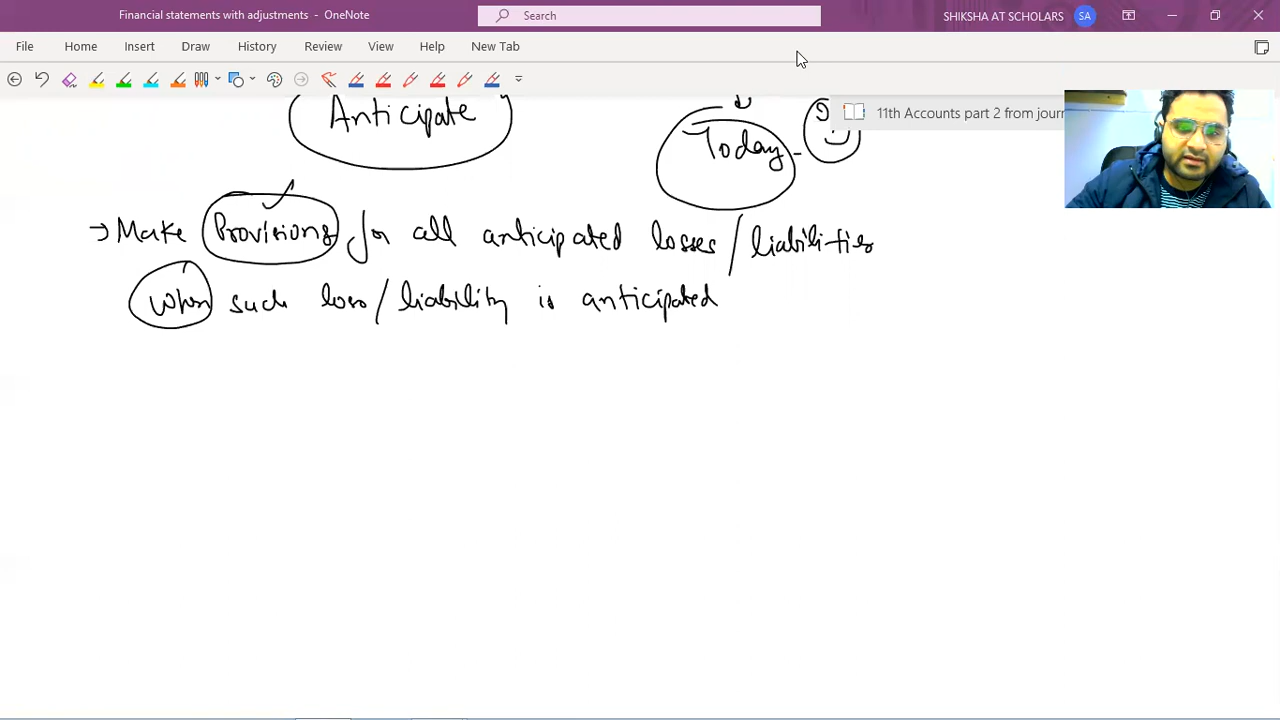 Financial statements with adjustments - OneNote
Search
SHIKSHA AT SCHOLARS SA
File Home Insert Draw History Review View Help New Tab
11th Accounts part 2 from jour
Anticipate
Today -
→ Make Provisions for all anticipated losses/liabilities
When such loss/liability is anticipated